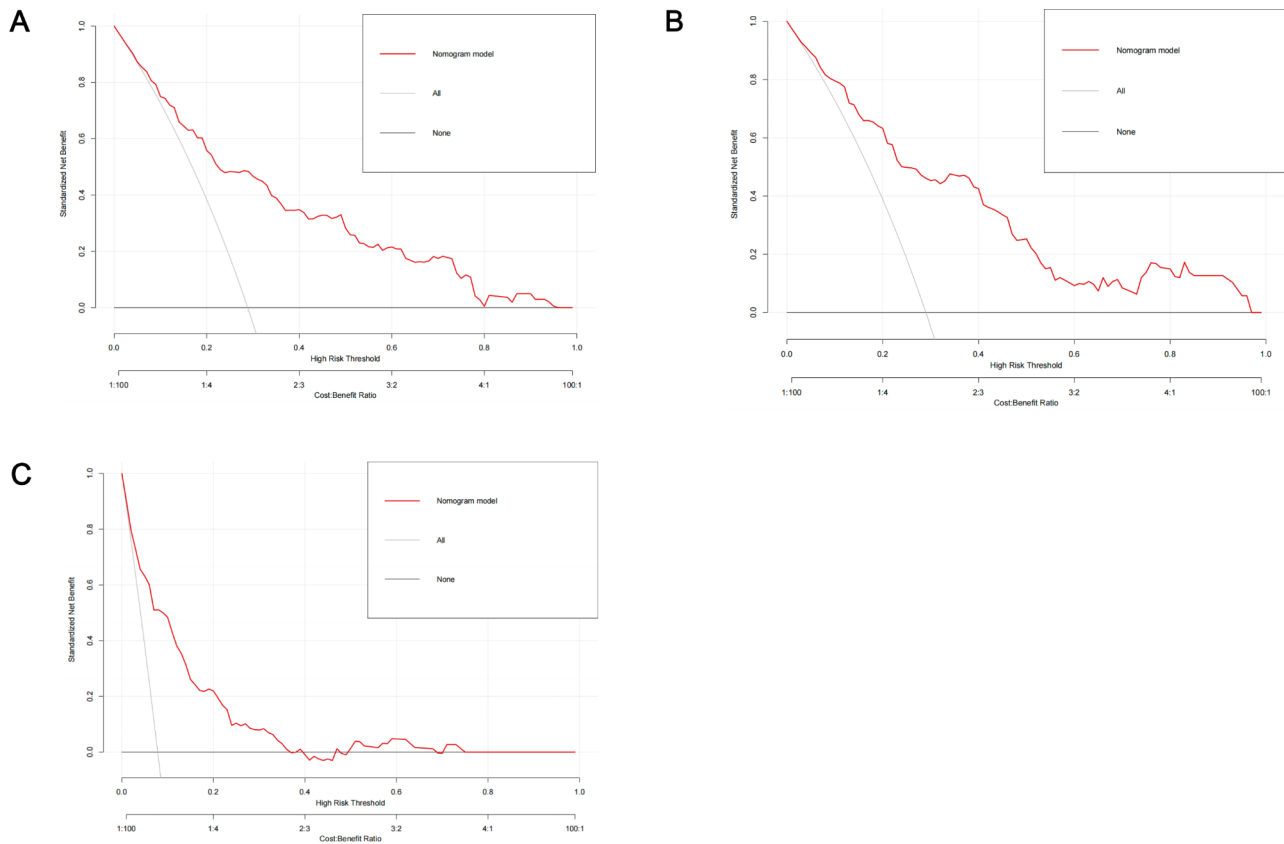 A
Nomogram model
All
None
Standardized Net Benefit
1.0
0.8
0.6
0.4
0.2
0.0
0.0 0.2 0.4 0.6 0.8 1.0
High Risk Threshold
1:100 1:4 2:3 3:2 4:1 100:1
Cost:Benefit Ratio
B
Nomogram model
All
None
Standardized Net Benefit
1.0
0.8
0.6
0.4
0.2
0.0
0.0 0.2 0.4 0.6 0.8 1.0
High Risk Threshold
1:100 1:4 2:3 3:2 4:1 100:1
Cost:Benefit Ratio
C
Nomogram model
All
None
Standardized Net Benefit
1.0
0.8
0.6
0.4
0.2
0.0
0.0 0.2 0.4 0.6 0.8 1.0
High Risk Threshold
1:100 1:4 2:3 3:2 4:1 100:1
Cost:Benefit Ratio